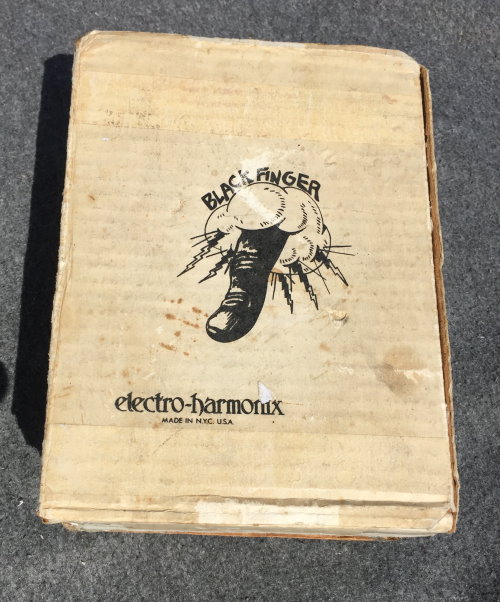 BLACK FINGER
electro-harmonix
MADE IN N.Y.C. U.S.A.